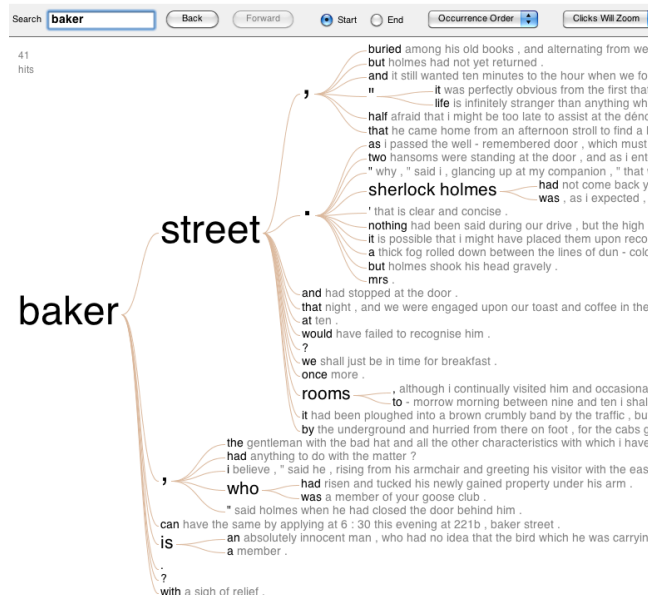 Search baker Back Forward Start End Occurrence Order Clicks Will Zoom
41
hits
buried among his old books , and alternating from we
but holmes had not yet returned .
and it still wanted ten minutes to the hour when we fo
,
"
it was perfectly obvious from the first that
life is infinitely stranger than anything wh
half afraid that i might be too late to assist at the déno
that he came home from an afternoon stroll to find a l
as i passed the well - remembered door , which must
two hansoms were standing at the door , and as i ent
" why , " said i , glancing up at my companion , " that
sherlock holmes
had not come back y
was , as i expected ,
.
' that is clear and concise .
nothing had been said during our drive , but the high
it is possible that i might have placed them upon reco
a thick fog rolled down between the lines of dun - colo
but holmes shook his head gravely .
mrs .
street
and had stopped at the door .
that night , and we were engaged upon our toast and coffee in the
at ten .
would have failed to recognise him .
?
we shall just be in time for breakfast .
once more .
rooms
, although i continually visited him and occasiona
to - morrow morning between nine and ten i shal
it had been ploughed into a brown crumbly band by the traffic , bu
by the underground and hurried from there on foot , for the cabs g
baker
the gentleman with the bad hat and all the other characteristics with which i have
had anything to do with the matter ?
i believe , " said he , rising from his armchair and greeting his visitor with the eas
,
who
had risen and tucked his newly gained property under his arm .
was a member of your goose club .
" said holmes when he had closed the door behind him .
can have the same by applying at 6 : 30 this evening at 221b , baker street .
is
an absolutely innocent man , who had no idea that the bird which he was carryin
a member .
.
?
with a sigh of relief .